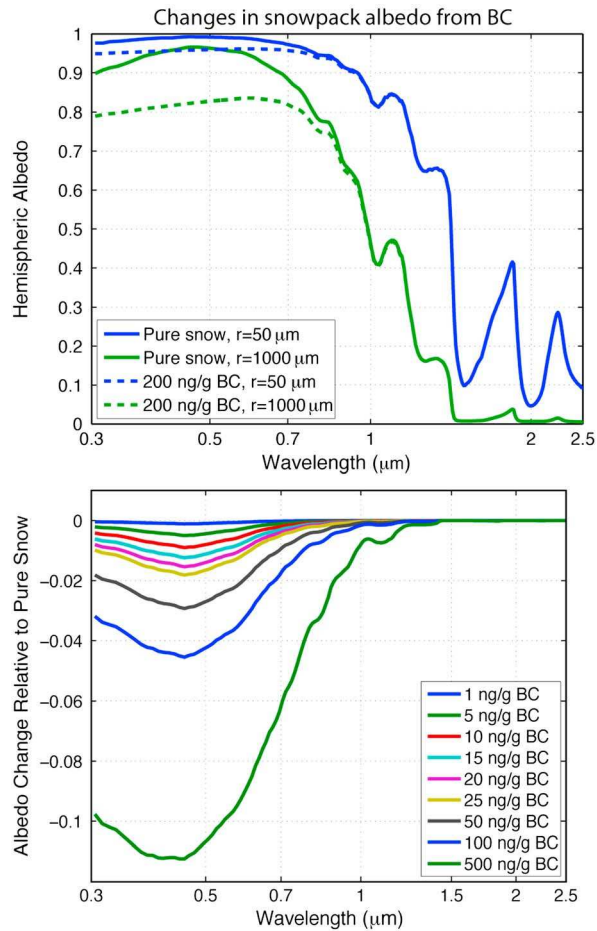 Changes in snowpack albedo from BC
1
0.9
0.8
0.7
0.6
0.5
0.4
0.3
0.2
0.1
0
Hemispheric Albedo
Pure snow, r=50 μm
Pure snow, r=1000 μm
200 ng/g BC, r=50 μm
200 ng/g BC, r=1000 μm
0.3 0.5 0.7 1 2 2.5
Wavelength (μm)
0
−0.02
−0.04
−0.06
−0.08
−0.1
Albedo Change Relative to Pure Snow
1 ng/g BC
5 ng/g BC
10 ng/g BC
15 ng/g BC
20 ng/g BC
25 ng/g BC
50 ng/g BC
100 ng/g BC
500 ng/g BC
0.3 0.5 0.7 1 1.5 2 2.5
Wavelength (μm)